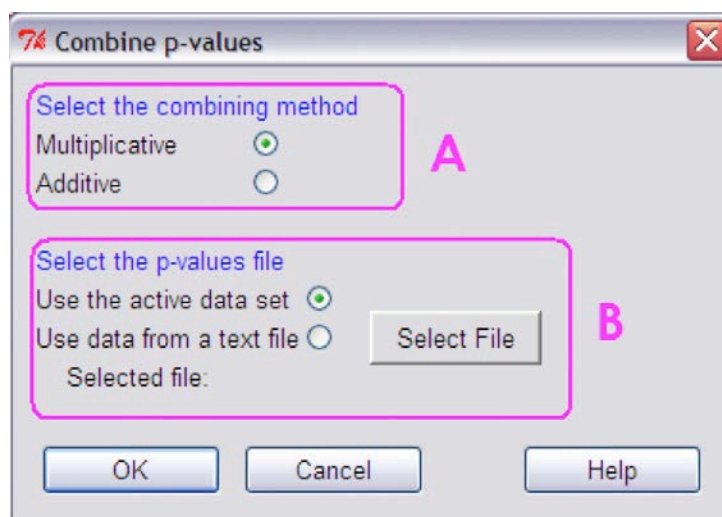 Combine p-values
Select the combining method
Multiplicative
Additive
A
Select the p-values file
Use the active data set
Use data from a text file
Select File
Selected file:
B
OK Cancel Help